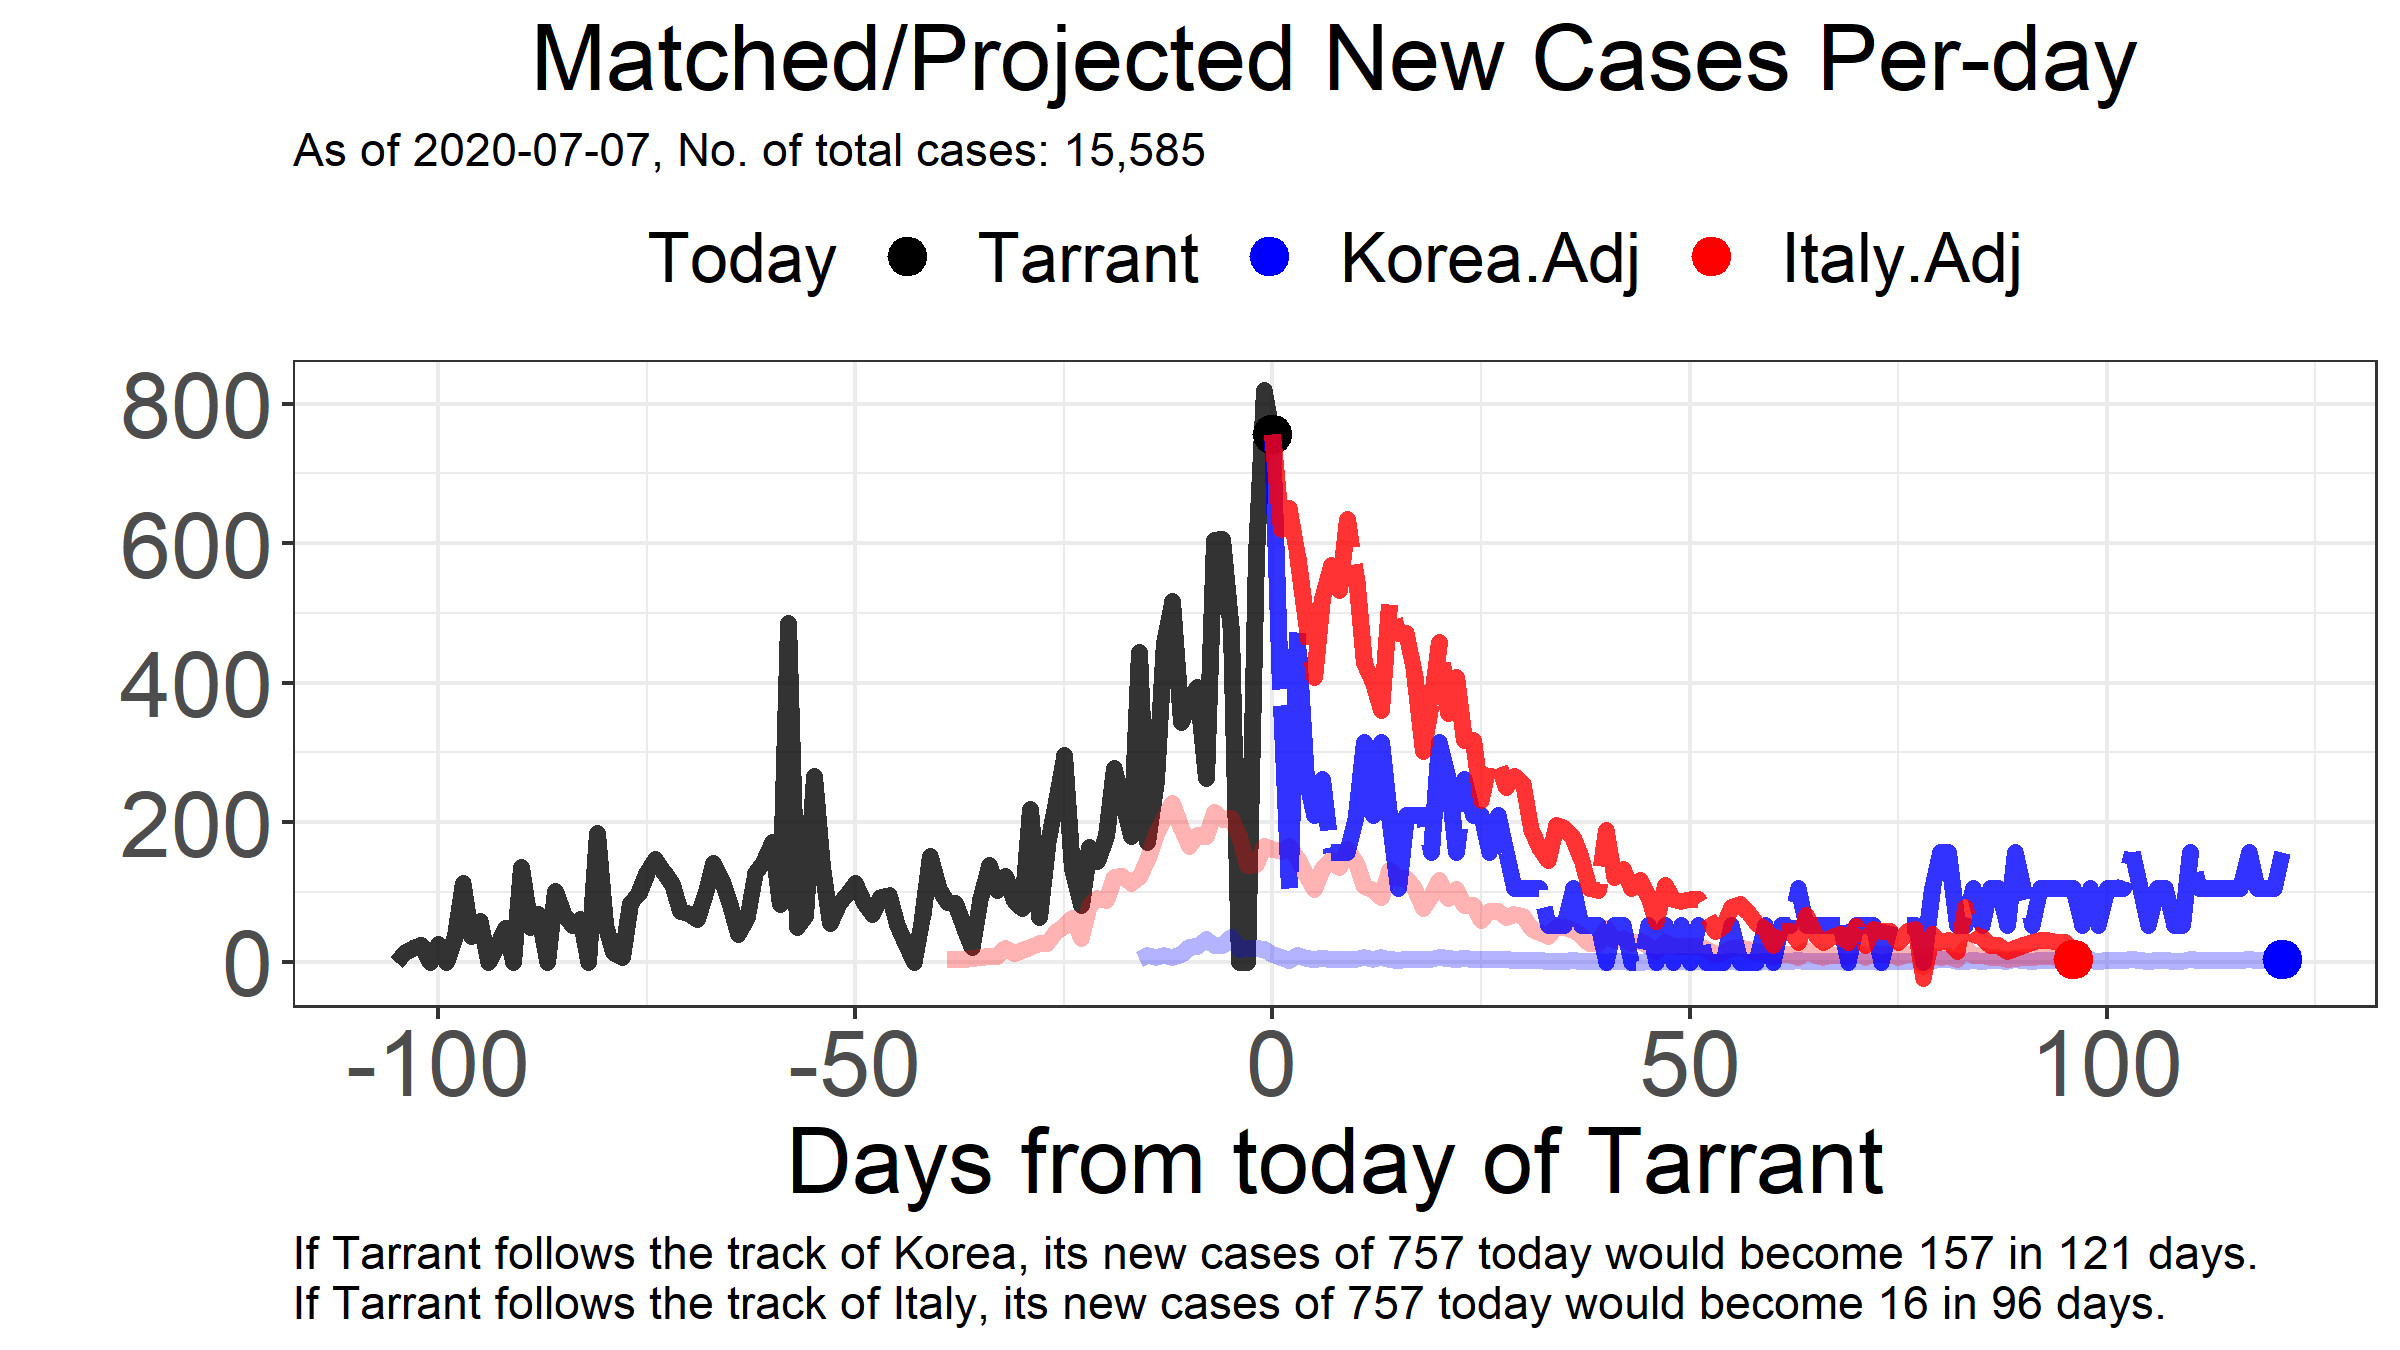 Matched/Projected New Cases Per-day
As of 2020-07-07, No. of total cases: 15,585
Today Tarrant Korea.Adj Italy.Adj
800
600
400
200
0
-100 -50 0 50 100
Days from today of Tarrant
If Tarrant follows the track of Korea, its new cases of 757 today would become 157 in 121 days.
If Tarrant follows the track of Italy, its new cases of 757 today would become 16 in 96 days.